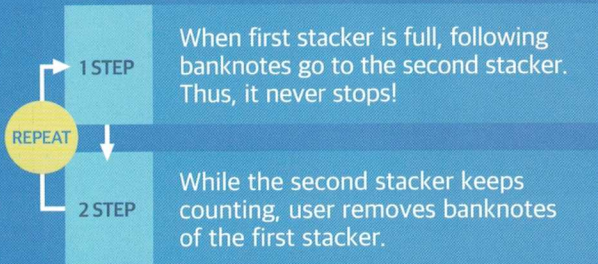 1 STEP
When first stacker is full, following
banknotes go to the second stacker.
Thus, it never stops!
REPEAT
2 STEP
While the second stacker keeps
counting, user removes banknotes
of the first stacker.